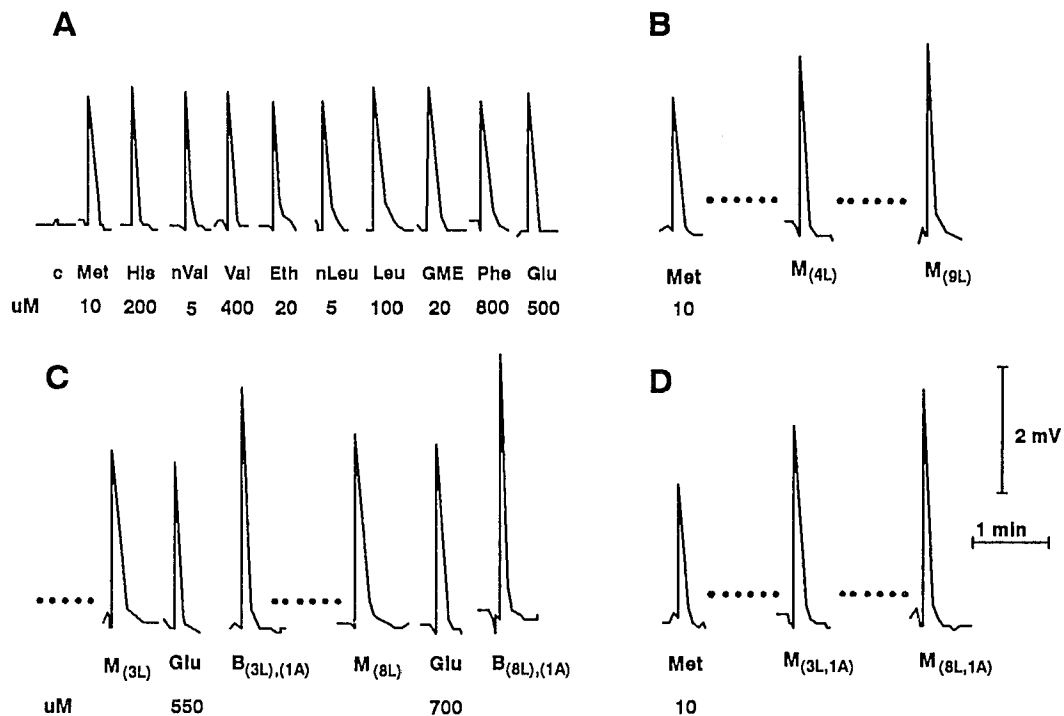 A
B
c Met His nVal Val Eth nLeu Leu GME Phe Glu
uM 10 200 5 400 20 5 100 20 800 500
Met M(4L) M(9L)
10
C
D
2 mV
1 min
M(3L) Glu B(3L),(1A) M(8L) Glu B(8L),(1A)
uM 550 700
Met M(3L,1A) M(8L,1A)
10